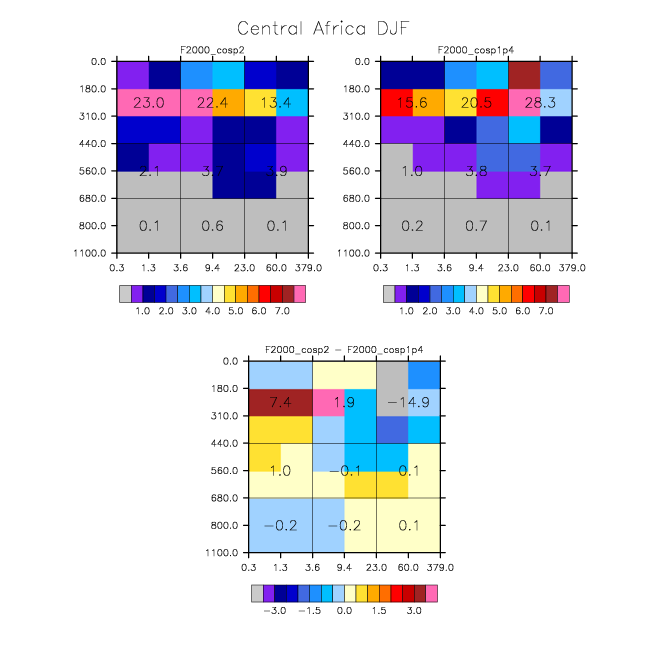 Central Africa DJF
F2000_cosp2
0.0
180.0
310.0
440.0
560.0
680.0
800.0
1100.0
23.0 22.4 13.4
2.1 3.7 3.9
0.1 0.6 0.1
0.3 1.3 3.6 9.4 23.0 60.0 379.0
1.0 2.0 3.0 4.0 5.0 6.0 7.0
F2000_cosp1p4
0.0
180.0
310.0
440.0
560.0
680.0
800.0
1100.0
15.6 20.5 28.3
1.0 3.8 3.7
0.2 0.7 0.1
0.3 1.3 3.6 9.4 23.0 60.0 379.0
1.0 2.0 3.0 4.0 5.0 6.0 7.0
F2000_cosp2 − F2000_cosp1p4
0.0
180.0
310.0
440.0
560.0
680.0
800.0
1100.0
7.4 1.9 −14.9
1.0 −0.1 0.1
−0.2 −0.2 0.1
0.3 1.3 3.6 9.4 23.0 60.0 379.0
−3.0 −1.5 0.0 1.5 3.0